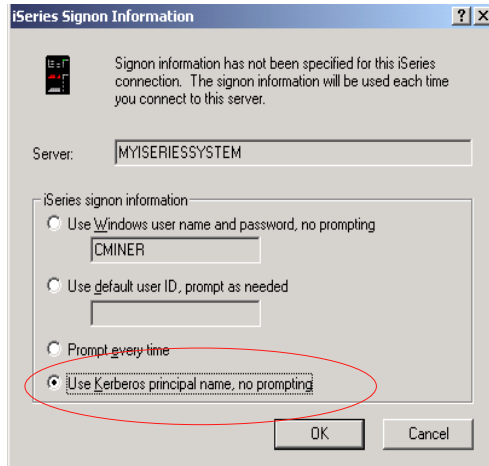 iSeries Signon Information
Signon information has not been specified for this iSeries
connection. The signon information will be used each time
you connect to this server.
Server: MYISERIESSYSTEM
iSeries signon information
Use Windows user name and password, no prompting
CMINER
Use default user ID, prompt as needed
Prompt every time
Use Kerberos principal name, no prompting
OK Cancel